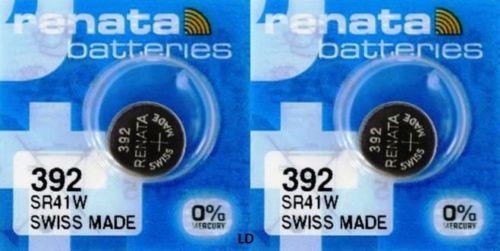 renata
batteries
392
RENATA
SWISS MADE
392
SR41W
SWISS MADE
0%
MERCURY
renata
batteries
392
RENATA
SWISS MADE
392
SR41W
SWISS MADE
0%
MERCURY
LD